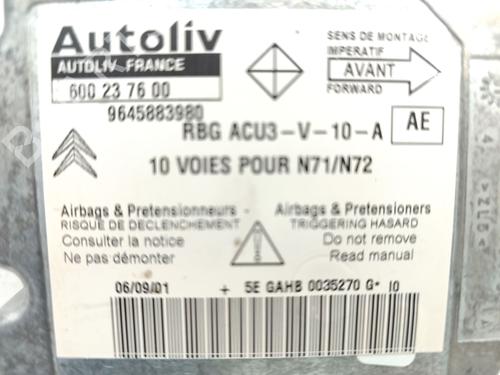 Autoliv
AUTOLIV FRANCE
600 23 76 00
9645883980
SENS DE MONTAGE
IMPERATIF
AVANT
FORWARD
RBG ACU3-V-10-A
AE
10 VOIES POUR N71/N72
Airbags & Pretensionneurs
RISQUE DE DECLENCHEMENT
Consulter la notice
Ne pas démonter
Airbags & Pretensioners
TRIGGERING HASARD
Do not remove
Read manual
06/09/01 + 5E GAHB 0035270 G* 10